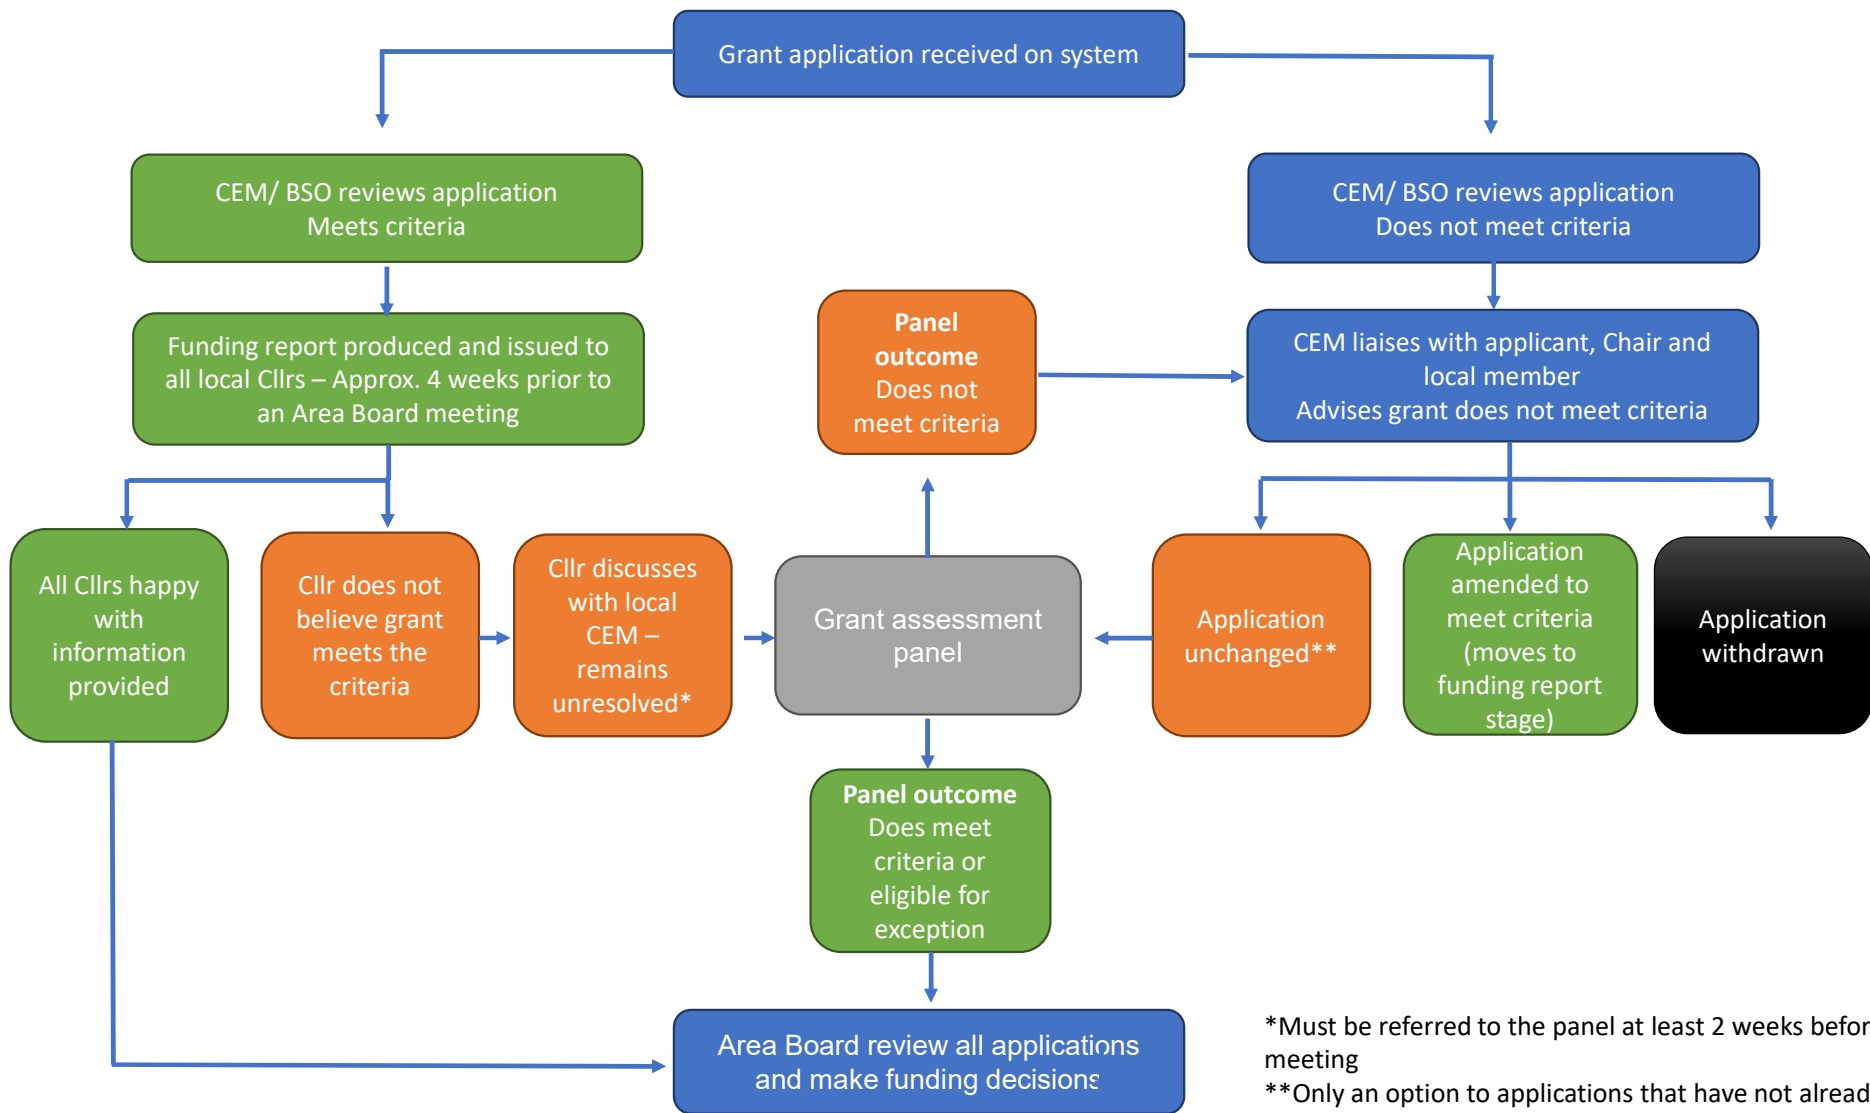 Grant application received on system
CEM/ BSO reviews application
Meets criteria
CEM/ BSO reviews application
Does not meet criteria
Funding report produced and issued to
all local Cllrs – Approx. 4 weeks prior to
an Area Board meeting
Panel
outcome
Does not
meet criteria
CEM liaises with applicant, Chair and
local member
Advises grant does not meet criteria
All Cllrs happy
with
information
provided
Cllr does not
believe grant
meets the
criteria
Cllr discusses
with local
CEM –
remains
unresolved*
Grant assessment
panel
Application
unchanged**
Application
amended to
meet criteria
(moves to
funding report
stage)
Application
withdrawn
Panel outcome
Does meet
criteria or
eligible for
exception
Area Board review all applications
and make funding decisions
*Must be referred to the panel at least 2 weeks
meeting
**Only an option to applications that have not